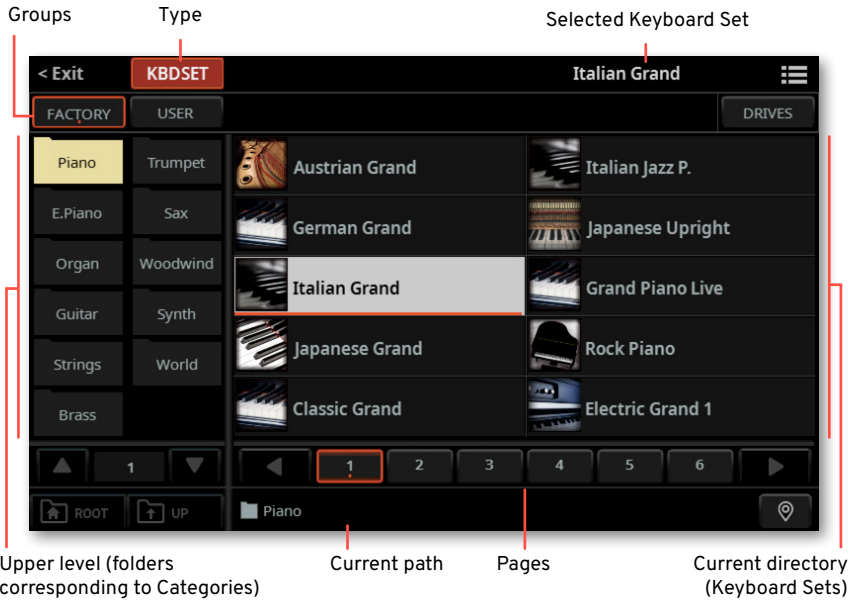 Groups
Type
Selected Keyboard Set
< Exit
KBDSET
Italian Grand
FACTORY
USER
DRIVES
Piano
Trumpet
E.Piano
Sax
Organ
Woodwind
Guitar
Synth
Strings
World
Brass
Austrian Grand
Italian Jazz P.
German Grand
Japanese Upright
Italian Grand
Grand Piano Live
Japanese Grand
Rock Piano
Classic Grand
Electric Grand 1
1
1
2
3
4
5
6
ROOT
UP
Piano
Upper level (folders
corresponding to Categories)
Current path
Pages
Current directory
(Keyboard Sets)